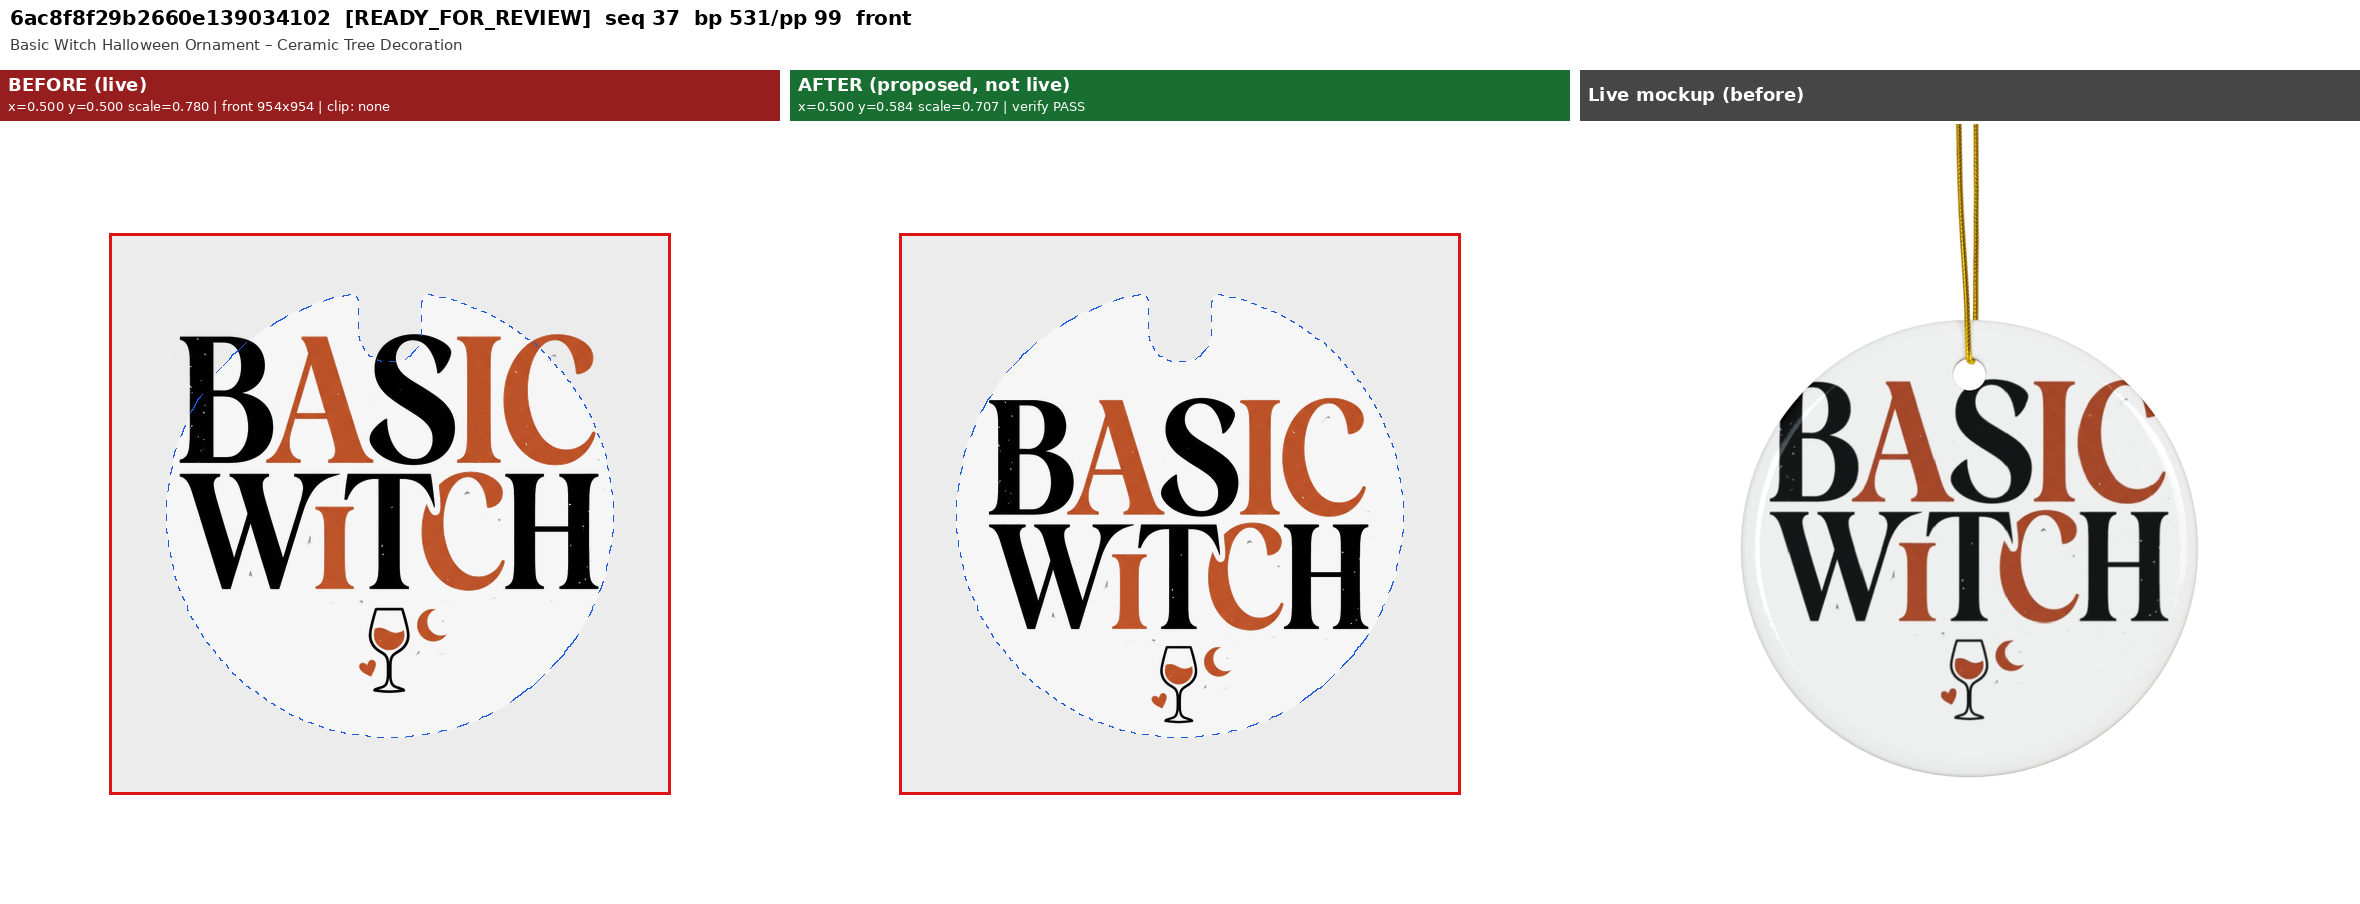 6ac8f8f29b2660e139034102 [READY_FOR_REVIEW] seq 37 bp 531/pp 99 front
Basic Witch Halloween Ornament – Ceramic Tree Decoration
BEFORE (live)
x=0.500 y=0.500 scale=0.780 | front 954x954 | clip: none
AFTER (proposed, not live)
x=0.500 y=0.584 scale=0.707 | verify PASS
Live mockup (before)
BASIC
WiTCH
BASIC
WiTCH
BASIC
WiTCH